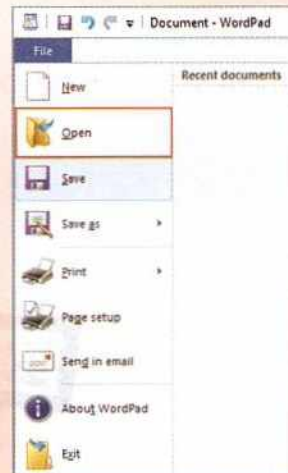 Document - WordPad
File
Recent documents
New
Open
Save
Save as
Print
Page setup
Send in email
About WordPad
Exit